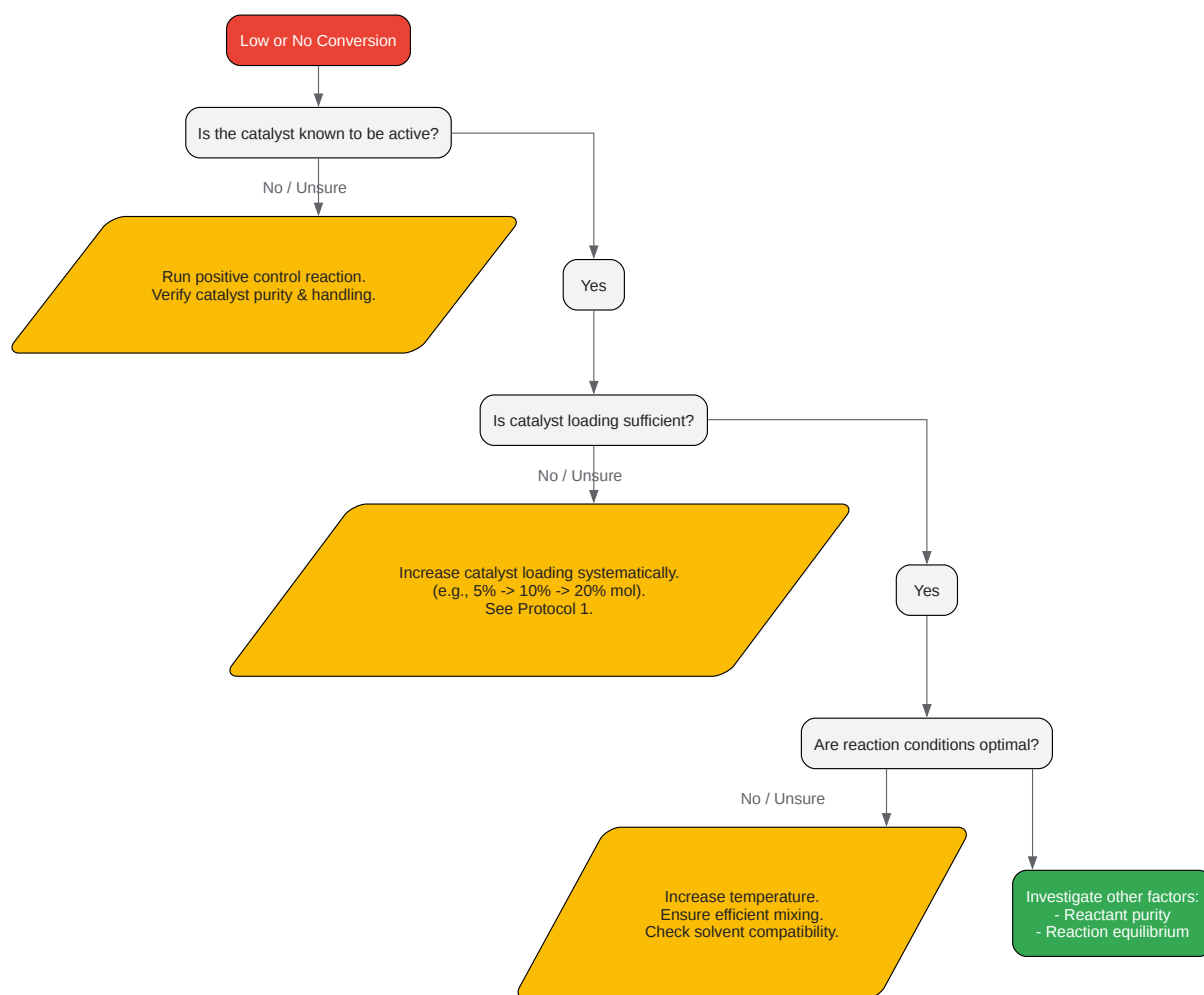 Low or No Conversion
Is the catalyst known to be active?
No / Unsure
Run positive control reaction.
Verify catalyst purity & handling.
Yes
Is catalyst loading sufficient?
No / Unsure
Increase catalyst loading systematically.
(e.g., 5% -> 10% -> 20% mol).
See Protocol 1.
Yes
Are reaction conditions optimal?
No / Unsure
Increase temperature.
Ensure efficient mixing.
Check solvent compatibility.
Investigate other factors:
- Reactant purity
- Reaction equilibrium